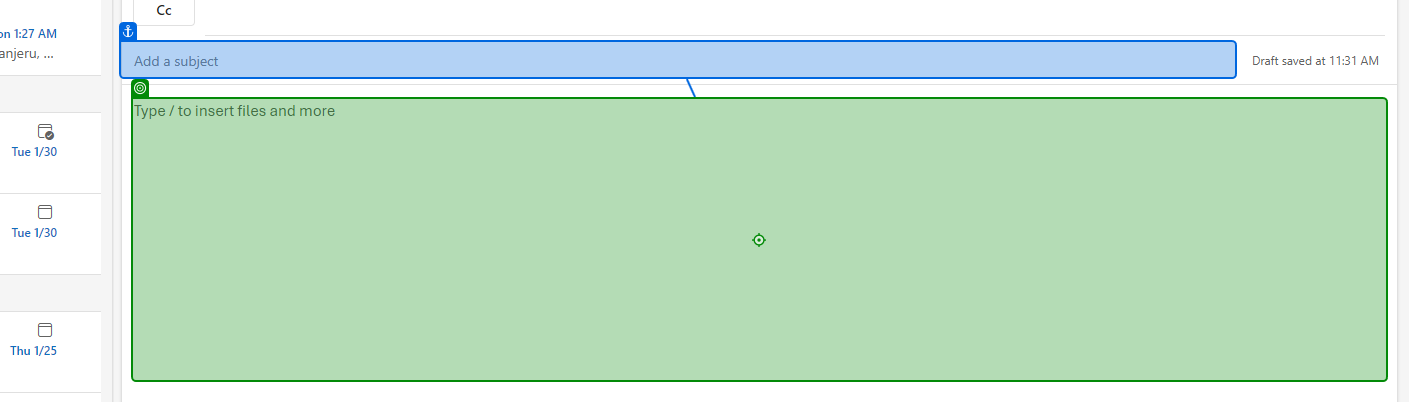 Cc
on 1:27 AM
anjeru, ...
Add a subject
Draft saved at 11:31 AM
Type / to insert files and more
Tue 1/30
Tue 1/30
Thu 1/25